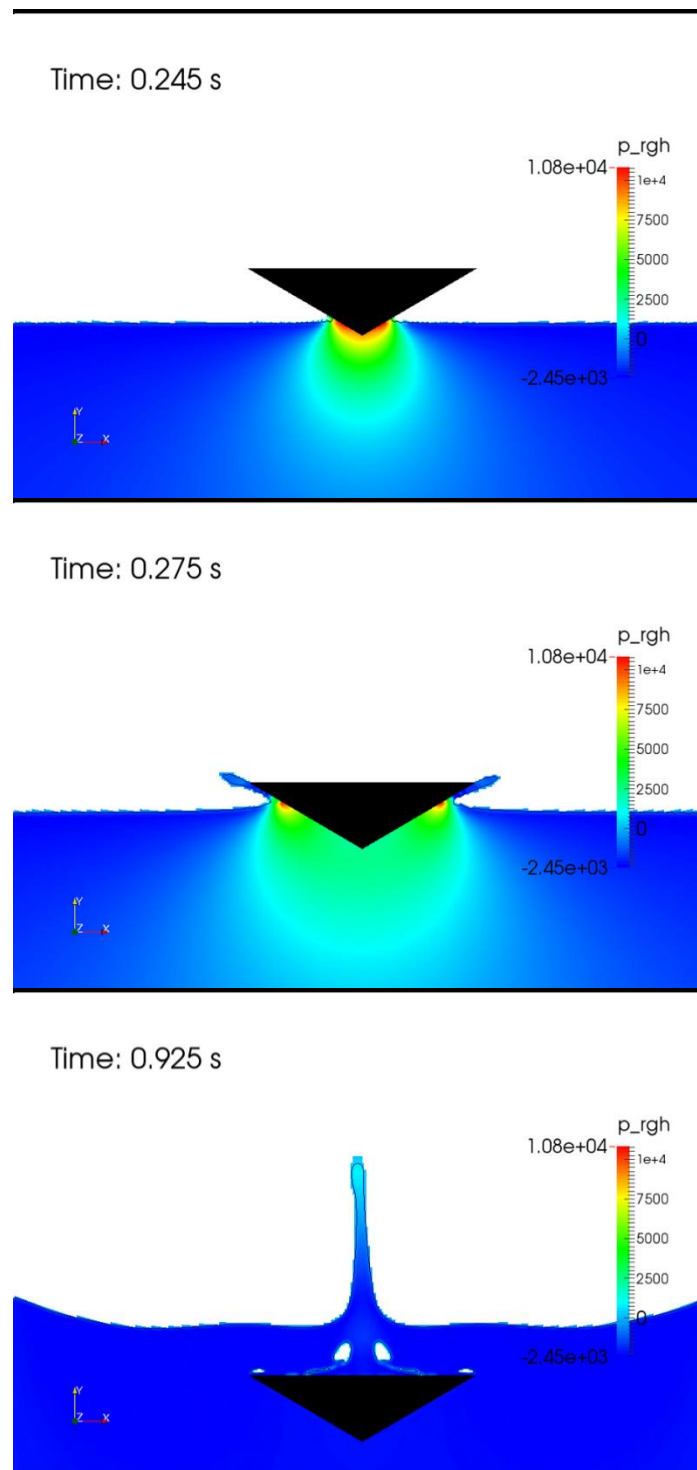 Time: 0.245 s
p_rgh
1.08e+04
1e+4
7500
5000
2500
0
-2.45e+03
Y
Z X
Time: 0.275 s
p_rgh
1.08e+04
1e+4
7500
5000
2500
0
-2.45e+03
Y
Z X
Time: 0.925 s
p_rgh
1.08e+04
1e+4
7500
5000
2500
0
-2.45e+03
Y
Z X